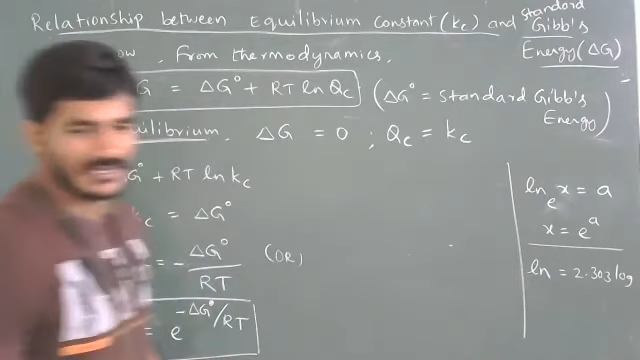 Relationship between Equilibrium Constant (Kc) and standard Gibb's Energy (ΔG)
ow , From thermodynamics,
G = ΔG° + RT ln Qc (ΔG° = standard Gibb's Energy)
uilibrium, ΔG = 0 ; Qc = Kc
G° + RT ln Kc
Kc = ΔG°
= - ΔG°/RT (OR)
= e^-ΔG°/RT
ln e x = a
x = e^a
ln = 2.303 log